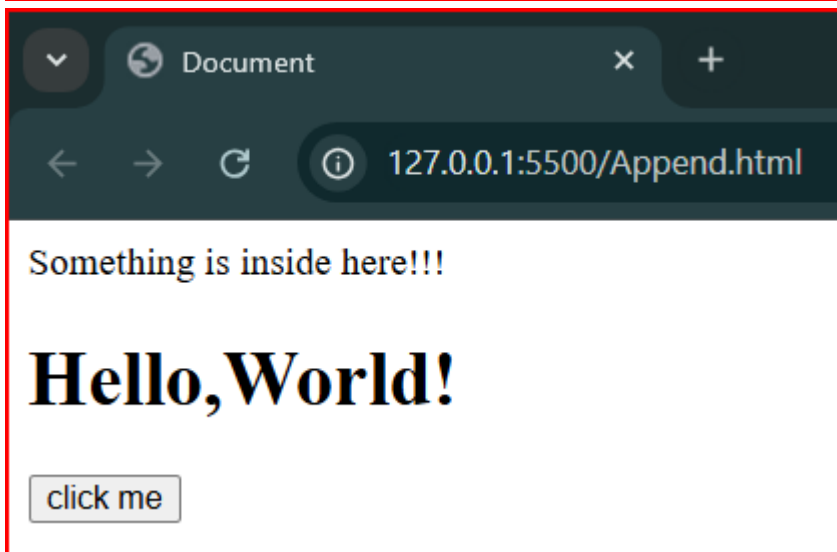 Document
127.0.0.1:5500/Append.html
Something is inside here!!!
Hello,World!
click me